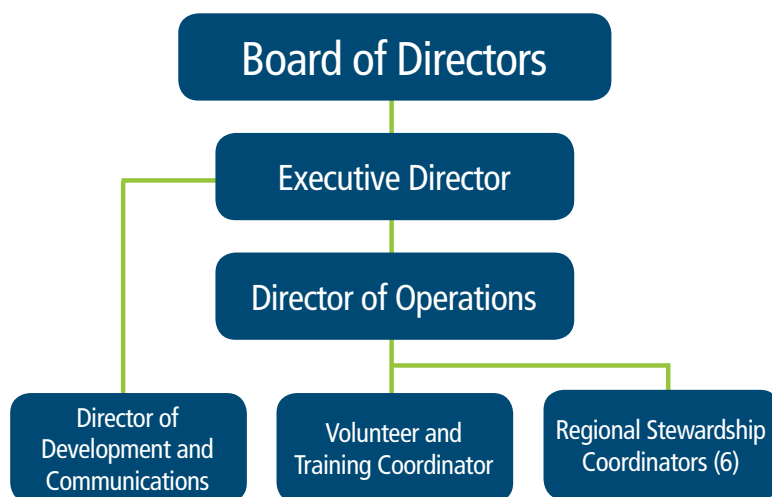 Board of Directors
Executive Director
Director of Operations
Director of
Development and
Communications
Volunteer and
Training Coordinator
Regional Stewardship
Coordinators (6)